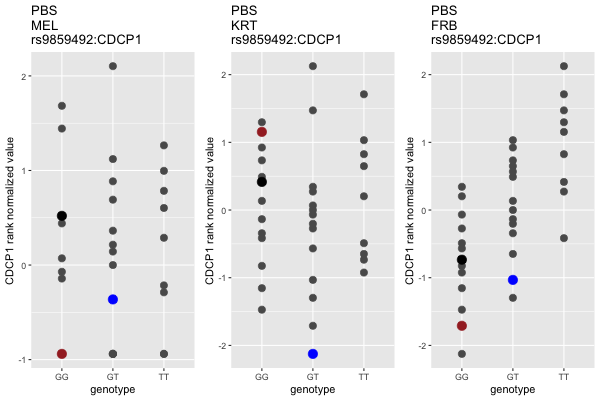 PBS
MEL
rs9859492:CDCP1
CDCP1 rank normalized value
2
1
0
-1
GG
GT
TT
genotype
PBS
KRT
rs9859492:CDCP1
CDCP1 rank normalized value
2
1
0
-1
-2
GG
GT
TT
genotype
PBS
FRB
rs9859492:CDCP1
CDCP1 rank normalized value
2
1
0
-1
-2
GG
GT
TT
genotype